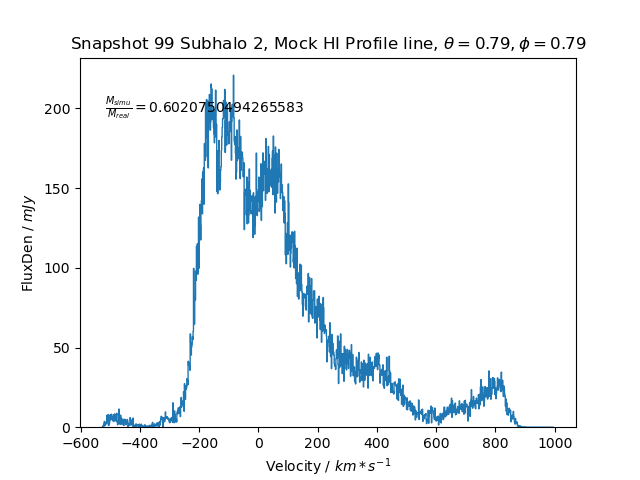 Snapshot 99 Subhalo 2, Mock HI Profile line, θ = 0.79, ϕ = 0.79
M_simu/M_real = 0.6020750494265583
FluxDen / mJy
200
150
100
50
0
−600 −400 −200 0 200 400 600 800 1000
Velocity / km * s⁻¹